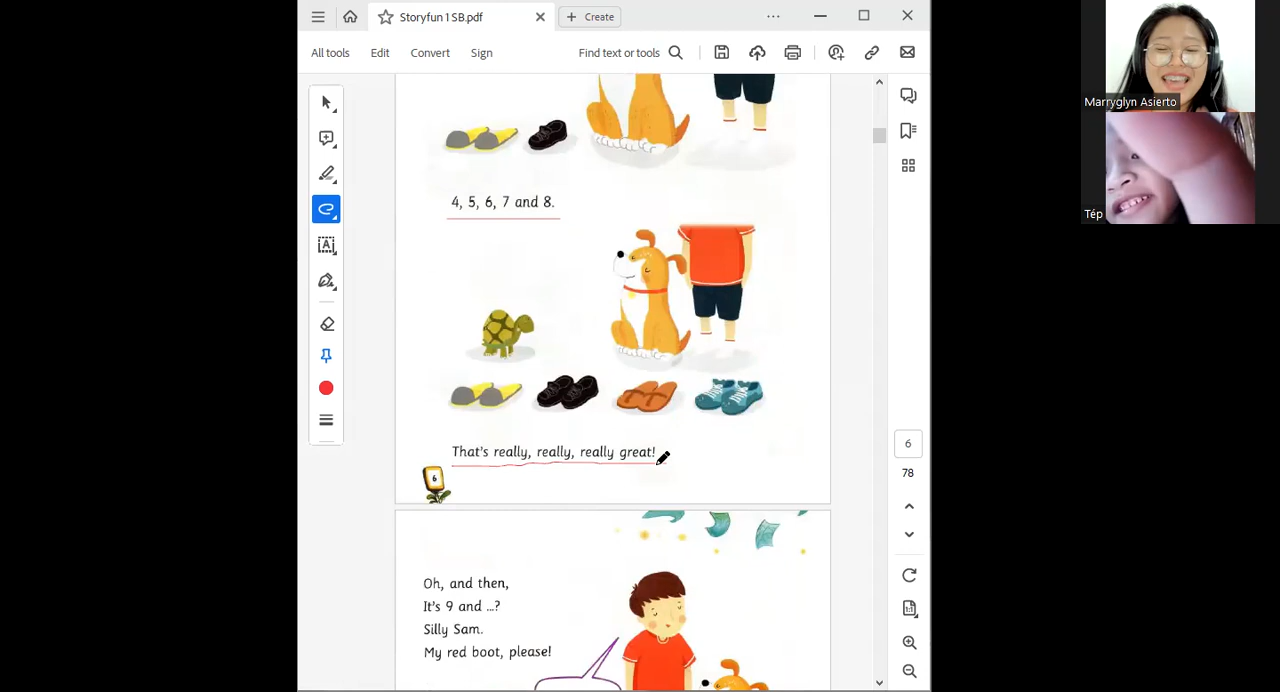 Storyfun 1 SB.pdf
Create
All tools
Edit
Convert
Sign
Find text or tools
Marryglyn Asierto
Tép
4, 5, 6, 7 and 8.
That's really, really, really great!
6
6
78
Oh, and then,
It's 9 and ...?
Silly Sam.
My red boot, please!